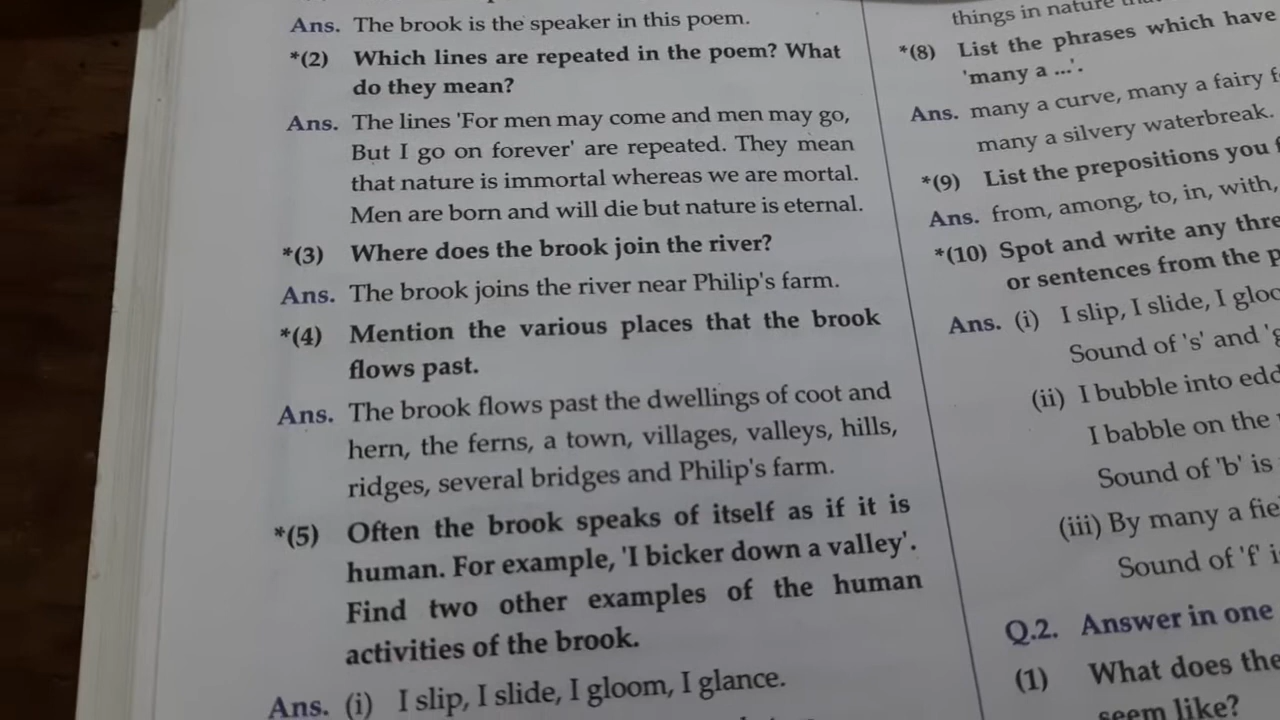 Ans. The brook is the speaker in this poem.
*(2) Which lines are repeated in the poem? What
do they mean?
Ans. The lines 'For men may come and men may go,
But I go on forever' are repeated. They mean
that nature is immortal whereas we are mortal.
Men are born and will die but nature is eternal.
*(3) Where does the brook join the river?
Ans. The brook joins the river near Philip's farm.
*(4) Mention the various places that the brook
flows past.
Ans. The brook flows past the dwellings of coot and
hern, the ferns, a town, villages, valleys, hills,
ridges, several bridges and Philip's farm.
*(5) Often the brook speaks of itself as if it is
human. For example, 'I bicker down a valley'.
Find two other examples of the human
activities of the brook.
Ans. (i) I slip, I slide, I gloom, I glance.
things in nature
*(8) List the phrases which have
'many a ...'.
Ans. many a curve, many a fairy
many a silvery waterbreak.
*(9) List the prepositions you
Ans. from, among, to, in, with,
*(10) Spot and write any
or sentences from the
Ans. (i) I slip, I slide, I
Sound of 's' and
(ii) I bubble into
I babble on the
Sound of 'b' is
(iii) By many a
Sound of 'f'
Q.2. Answer in one
(1) What does the
seem like?